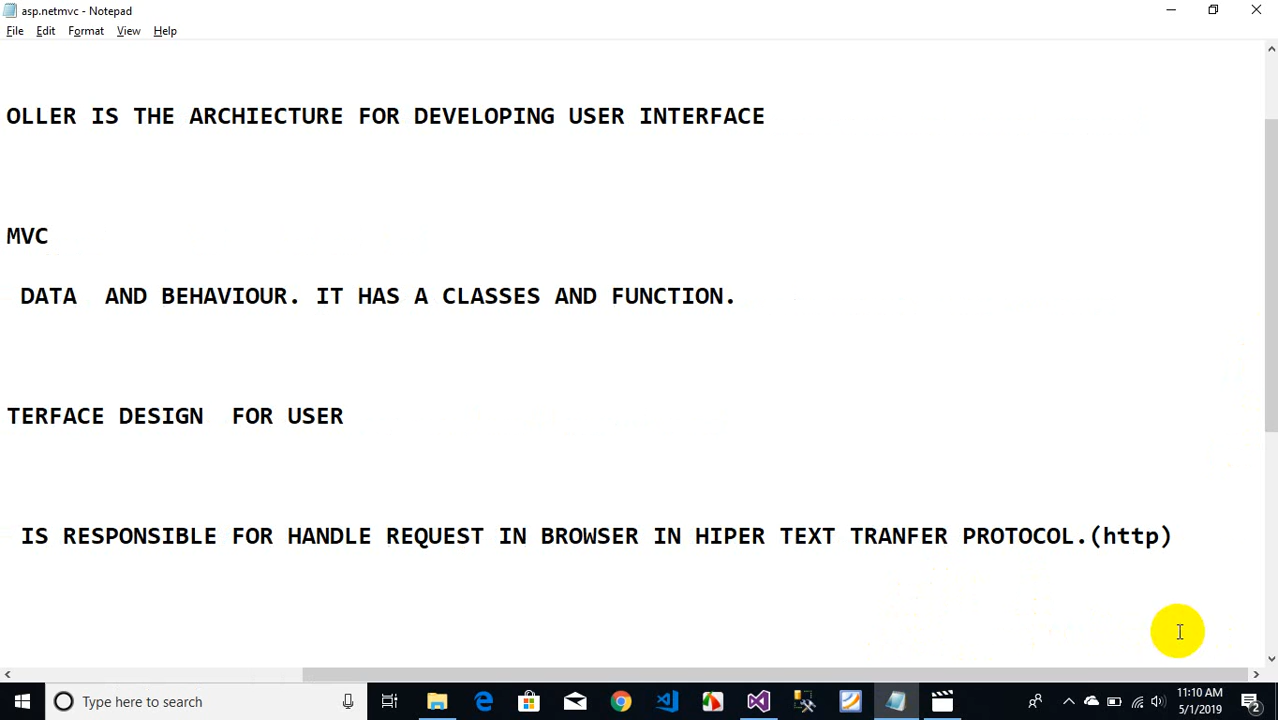 asp.netmvc - Notepad
File Edit Format View Help
OLLER IS THE ARCHIECTURE FOR DEVELOPING USER INTERFACE
MVC
DATA  AND BEHAVIOUR. IT HAS A CLASSES AND FUNCTION.
TERFACE DESIGN  FOR USER
IS RESPONSIBLE FOR HANDLE REQUEST IN BROWSER IN HIPER TEXT TRANFER PROTOCOL.(http)
Type here to search
11:10 AM
5/1/2019
2